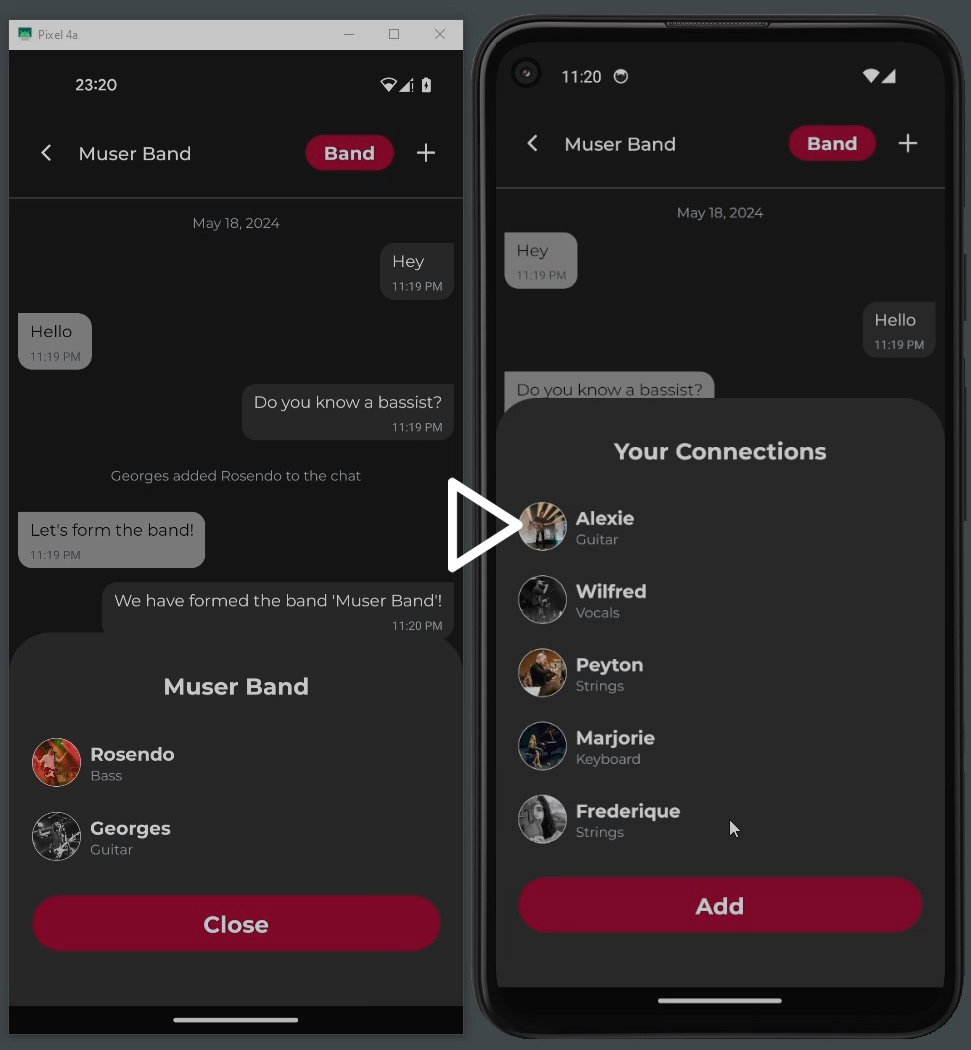 Pixel 4a
23:20
Muser Band
Band
May 18, 2024
Hey
11:19 PM
Hello
11:19 PM
Do you know a bassist?
11:19 PM
Georges added Rosendo to the chat
Let's form the band!
11:19 PM
We have formed the band 'Muser Band'!
11:20 PM
Muser Band
Rosendo
Bass
Georges
Guitar
Close
11:20
Muser Band
Band
May 18, 2024
Hey
11:19 PM
Hello
11:19 PM
Do you know a bassist?
Your Connections
Alexie
Guitar
Wilfred
Vocals
Peyton
Strings
Marjorie
Keyboard
Frederique
Strings
Add